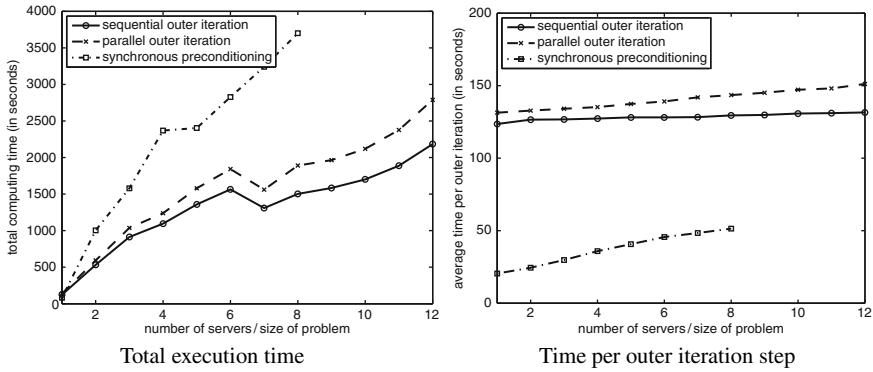 4000
3500
3000
2500
2000
1500
1000
500
0
total computing time (in seconds)
sequential outer iteration
parallel outer iteration
synchronous preconditioning
2 4 6 8 10 12
number of servers/size of problem
Total execution time
200
150
100
50
0
average time per outer iteration (in seconds)
sequential outer iteration
parallel outer iteration
synchronous preconditioning
2 4 6 8 10 12
number of servers/size of problem
Time per outer iteration step